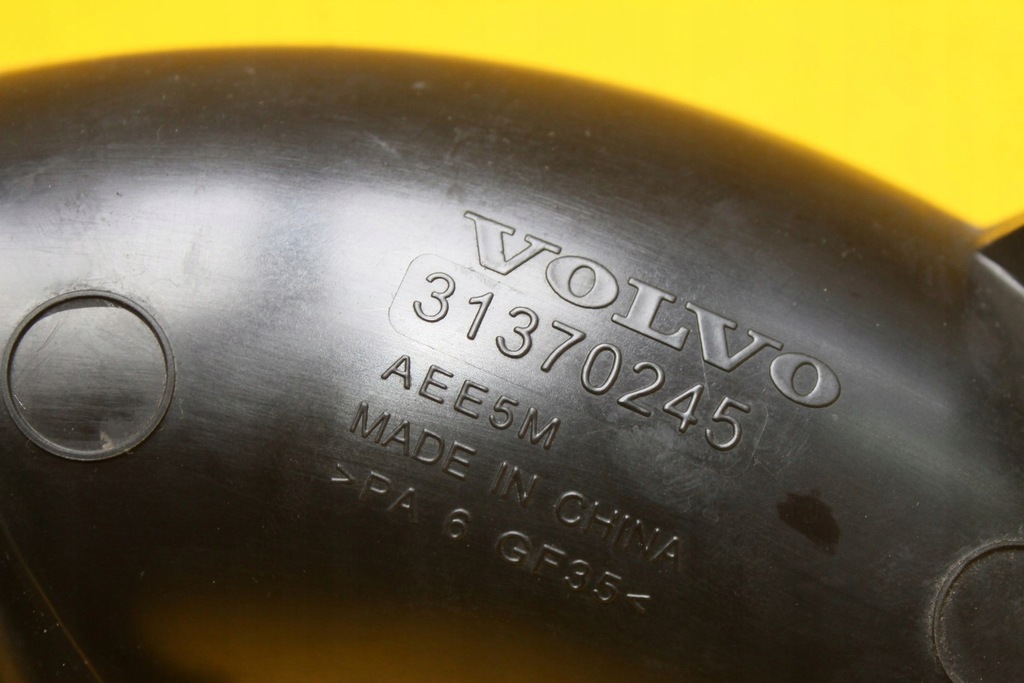 VOLVO
31370245
AEE5M
MADE IN CHINA
>PA 6 GF35<